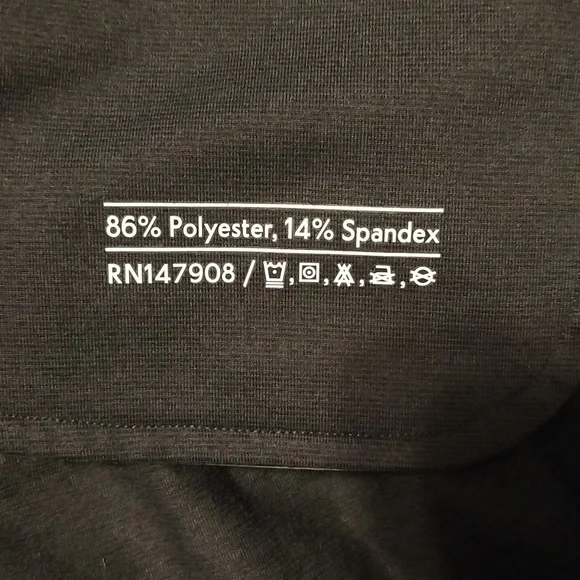 86% Polyester, 14% Spandex
RN147908 /